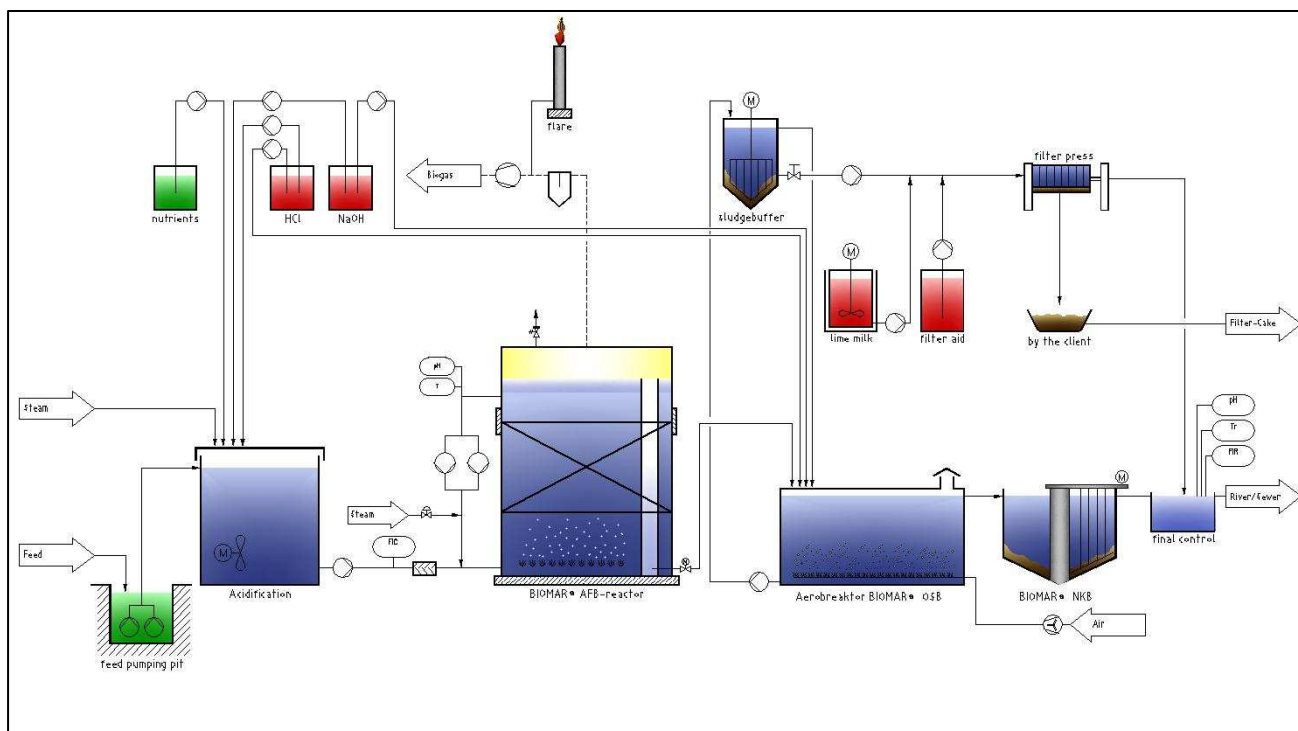 M
flare
Biogas
filter press
nutrients
HCl
NaOH
sludgebuffer
M
lime milk
filter aid
by the client
Filter-Cake
pH
T
Steam
pH
Tr
FIR
M
Steam
River/Sewer
final control
Feed
M
FIC
Acidification
BIOMAR® AFB-reactor
Aerobreaktor BIOMAR® OSB
BIOMAR® NKB
Air
feed pumping pit